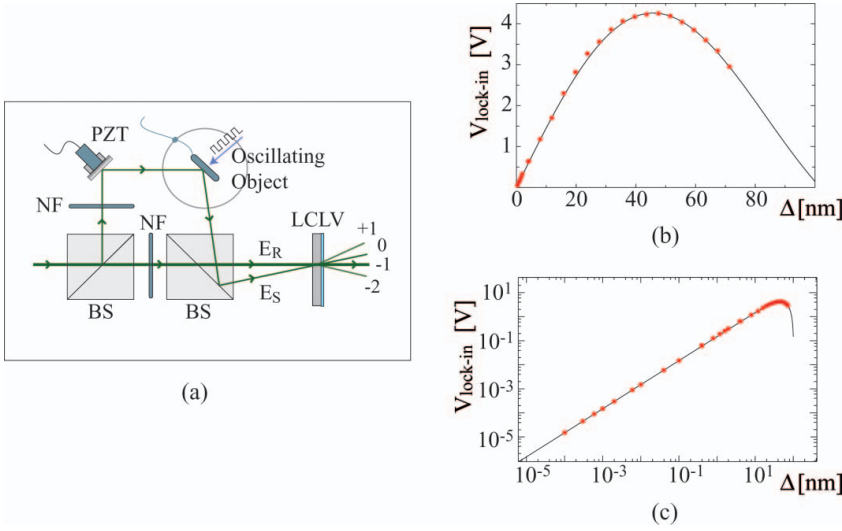 PZT
Oscillating
Object
NF
NF
LCLV
E_R
E_S
+1
0
-1
-2
BS
BS
(a)
V_lock-in [V]
4
3
2
1
0
20
40
60
80
Δ[nm]
(b)
V_lock-in [V]
10^1
10^-1
10^-3
10^-5
10^-5
10^-3
10^-1
10^1
Δ[nm]
(c)